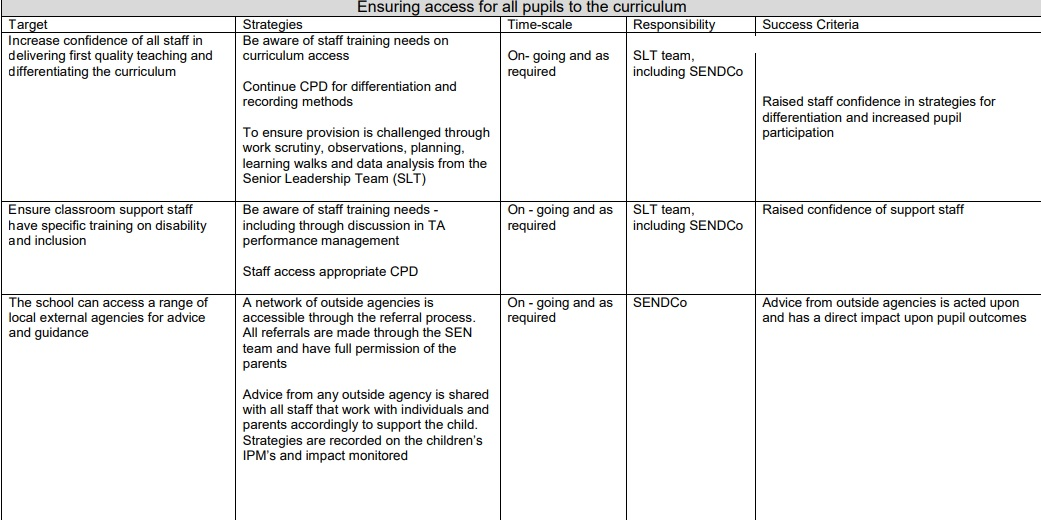 Ensuring access for all pupils to the curriculum
Target
Strategies
Time-scale
Responsibility
Success Criteria
Increase confidence of all staff in
delivering first quality teaching and
differentiating the curriculum
Be aware of staff training needs on
curriculum access
Continue CPD for differentiation and
recording methods
To ensure provision is challenged through
work scrutiny, observations, planning,
learning walks and data analysis from the
Senior Leadership Team (SLT)
On- going and as
required
SLT team,
including SENDCo
Raised staff confidence in strategies for
differentiation and increased pupil
participation
Ensure classroom support staff
have specific training on disability
and inclusion
Be aware of staff training needs -
including through discussion in TA
performance management
Staff access appropriate CPD
On - going and as
required
SLT team,
including SENDCo
Raised confidence of support staff
The school can access a range of
local external agencies for advice
and guidance
A network of outside agencies is
accessible through the referral process.
All referrals are made through the SEN
team and have full permission of the
parents
Advice from any outside agency is shared
with all staff that work with individuals and
parents accordingly to support the child.
Strategies are recorded on the children’s
IPM’s and impact monitored
On - going and as
required
SENDCo
Advice from outside agencies is acted upon
and has a direct impact upon pupil outcomes